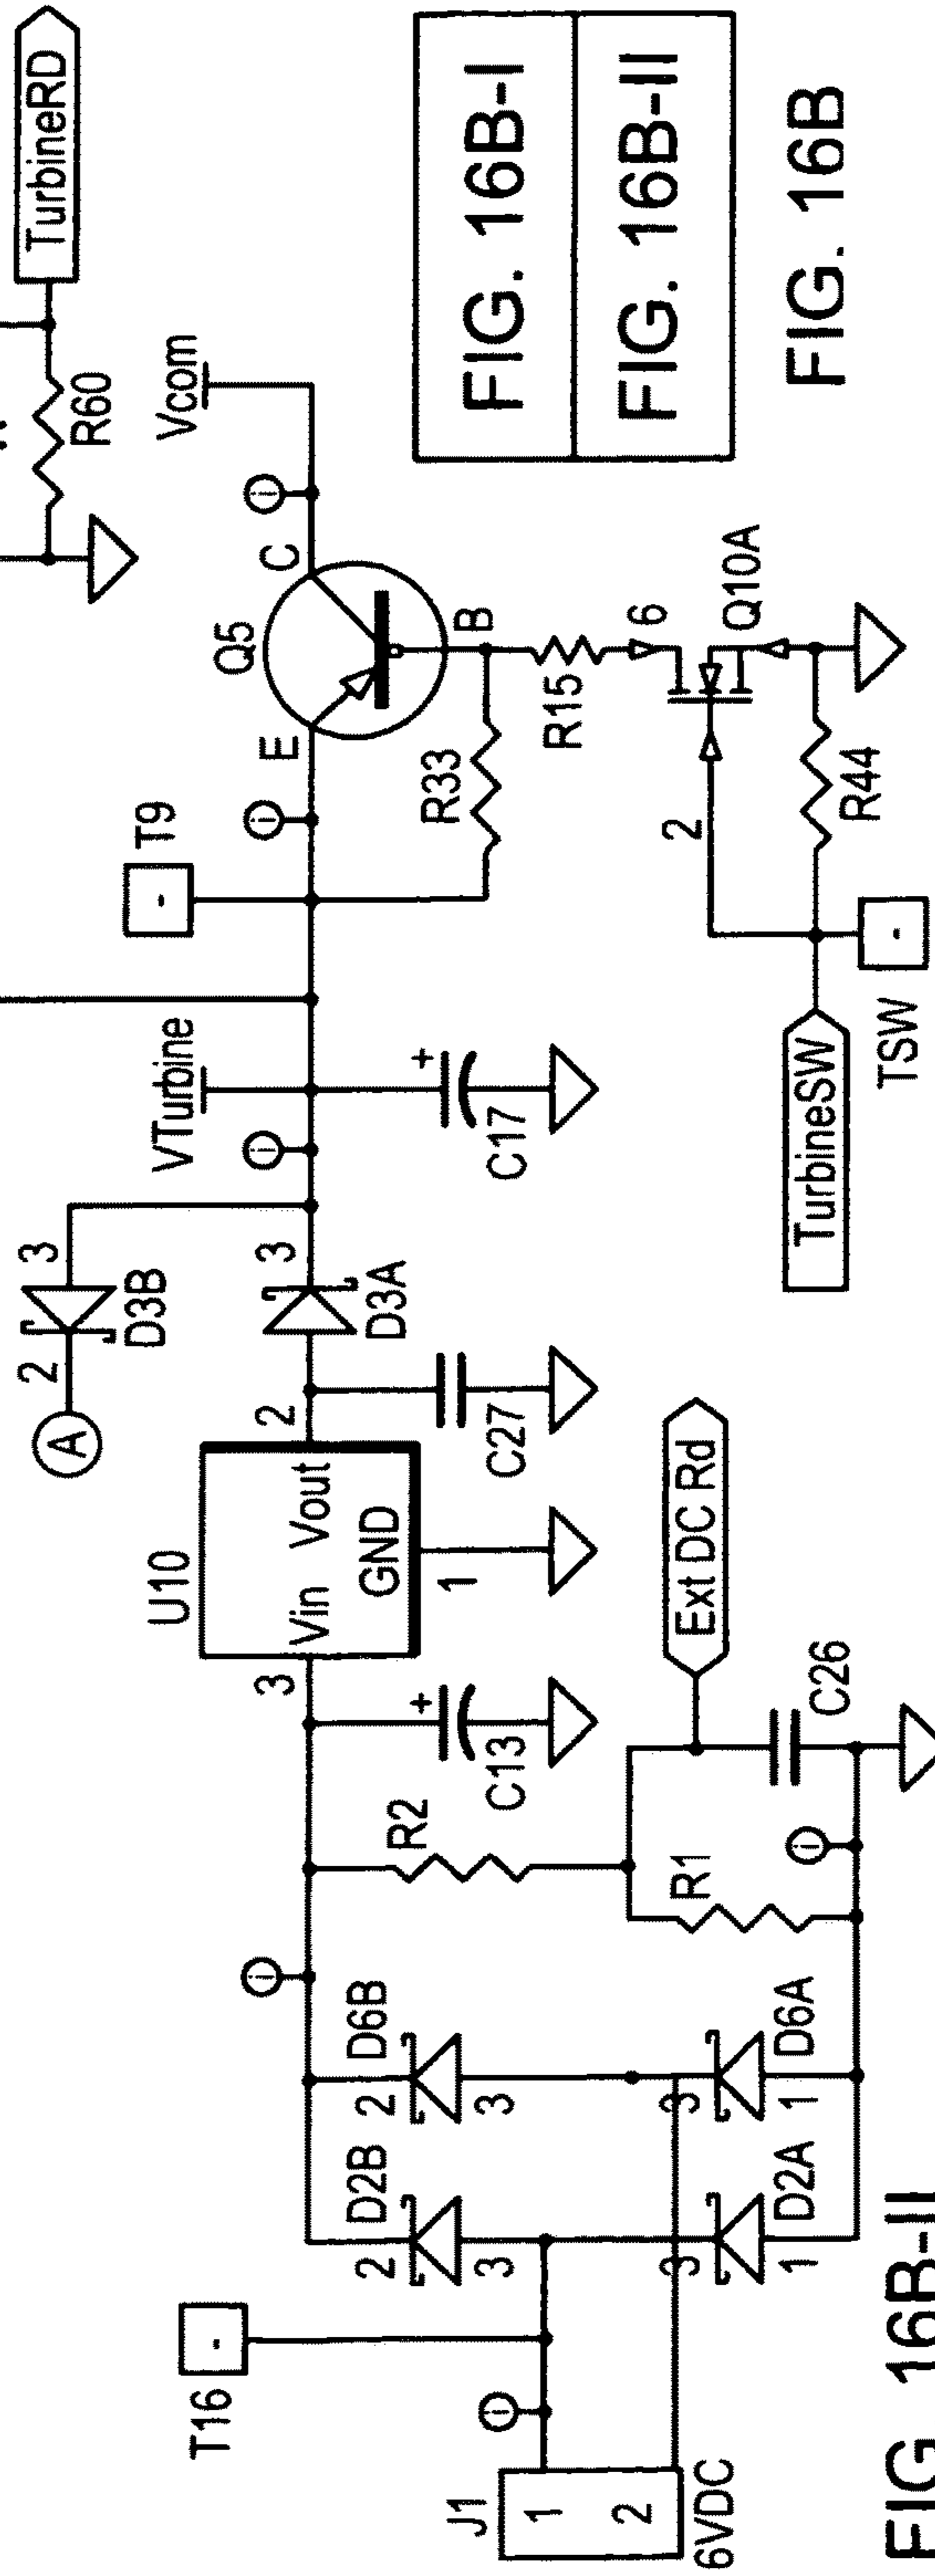 TurbineRD
R60
Vcom
Q5
E
C
B
T9
R33
R15
6
Q10A
2
R44
TurbineSW
TSW
-
-
VTurbine
+
C17
A
2
3
D3B
3
D3A
2
C27
U10
Vin Vout
GND
3
1
+
C13
R2
Ext DC Rd
R1
C26
i
i
i
i
i
i
D6B
2
3
D2B
2
3
D6A
3
1
D2A
3
1
T16
-
J1
1
2
6VDC
FIG. 16B-I
FIG. 16B-II
FIG. 16B
FIG. 16B-II